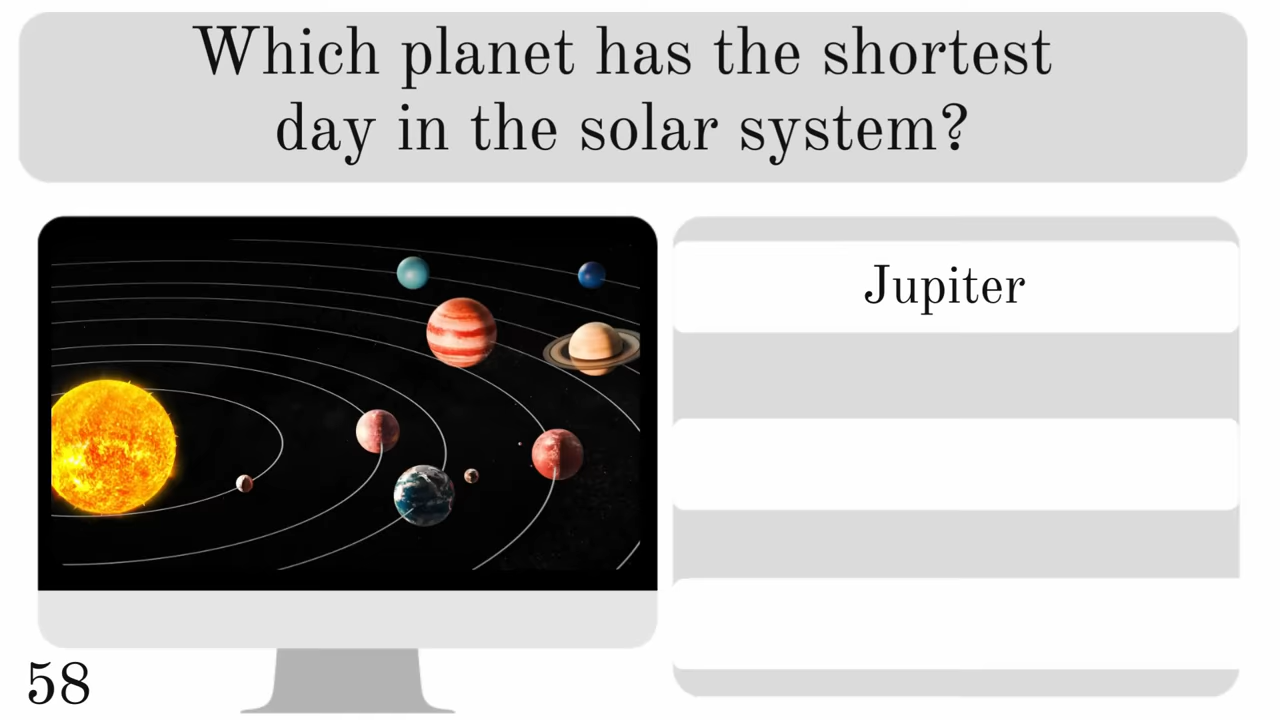 Which planet has the shortest
day in the solar system?
Jupiter
58